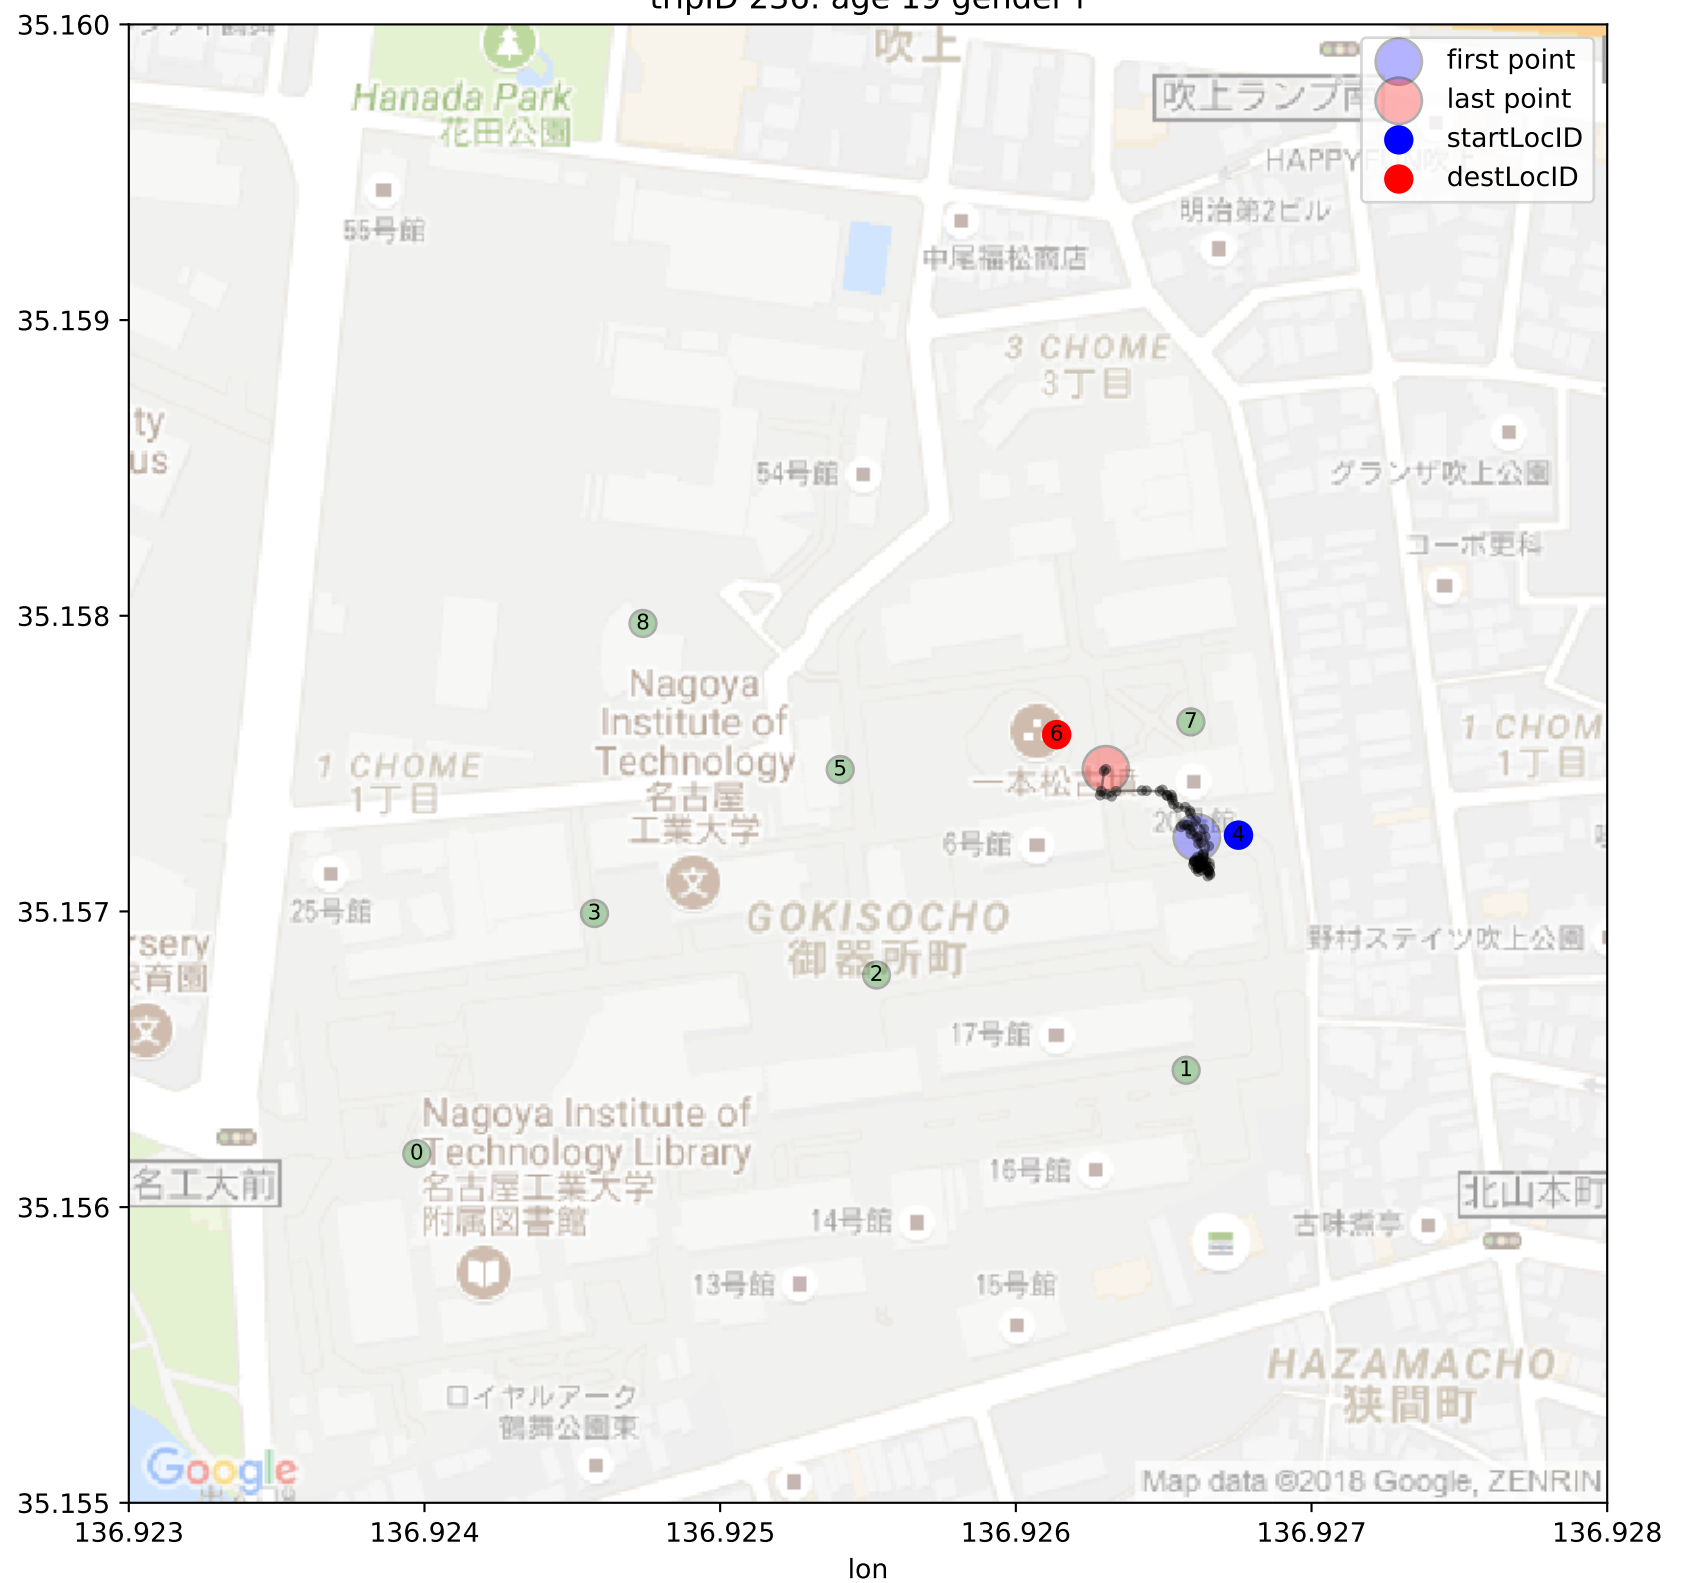 35.160
35.159
35.158
35.157
35.156
35.155
136.923
136.924
136.925
136.926
136.927
136.928
lon
first point
last point
startLocID
destLocID
吹上
吹上ランプ南
Hanada Park
花田公園
55号館
中尾福松商店
明治第2ビル
3 CHOME
3丁目
54号館
グランザ吹上公園
コーポ更科
ty
us
8
Nagoya
Institute of
Technology
名古屋
工業大学
1 CHOME
1丁目
5
6
7
4
1 CHOM
1丁目
6号館
25号館
3
GOKISOCHO
御器所町
2
野村ステイツ吹上公園
rsery
育園
17号館
1
Nagoya Institute of
Technology Library
名古屋工業大学
附属図書館
0
名工大前
16号館
北山本町
14号館
古味煮亭
13号館
15号館
HAZAMACHO
狭間町
ロイヤルアーク
鶴舞公園東
Google
Map data ©2018 Google, ZENRIN